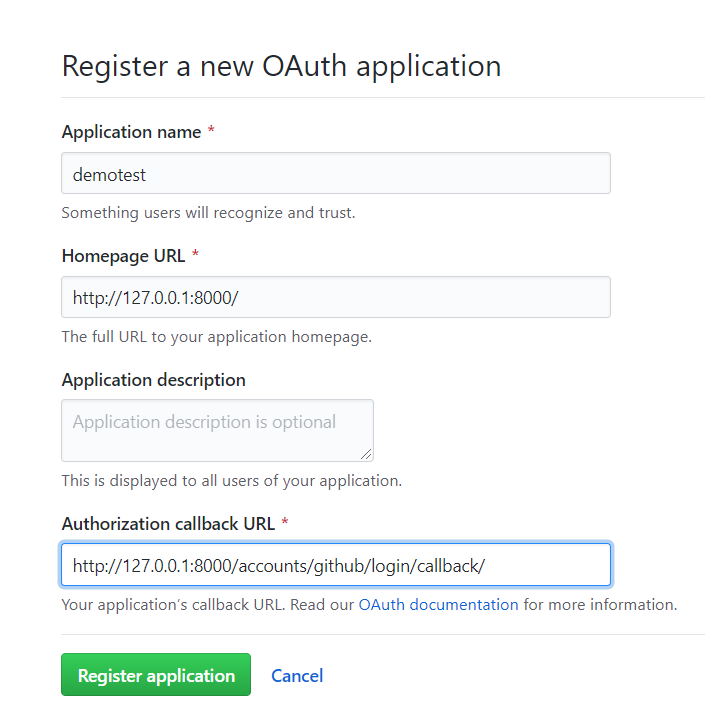 Register a new OAuth application
Application name *
demotest
Something users will recognize and trust.
Homepage URL *
http://127.0.0.1:8000/
The full URL to your application homepage.
Application description
Application description is optional
This is displayed to all users of your application.
Authorization callback URL *
http://127.0.0.1:8000/accounts/github/login/callback/
Your application’s callback URL. Read our OAuth documentation for more information.
Register application Cancel